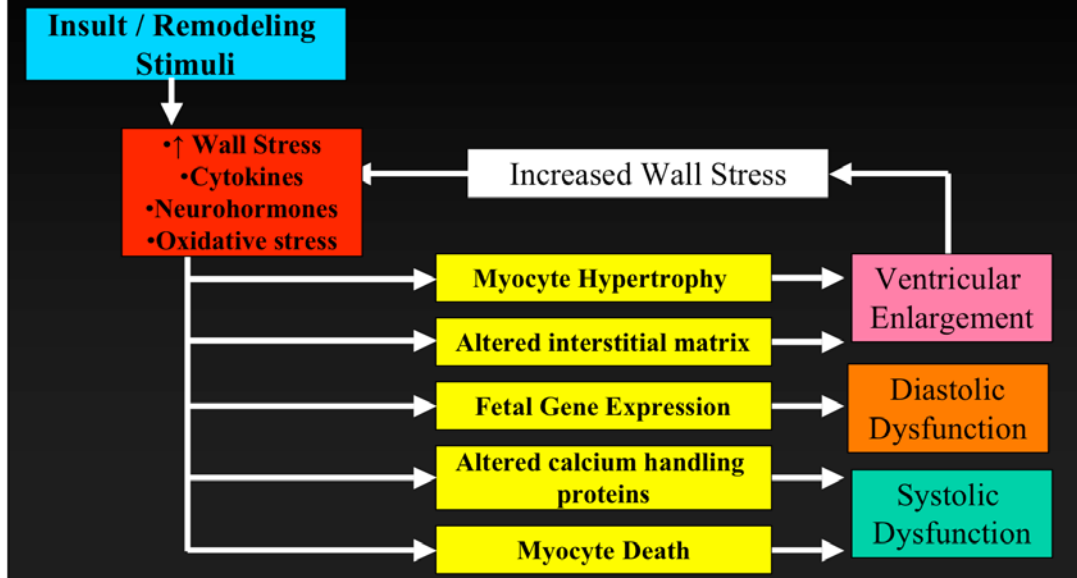 Insult / Remodeling
Stimuli
•↑ Wall Stress
•Cytokines
•Neurohormones
•Oxidative stress
Increased Wall Stress
Myocyte Hypertrophy
Ventricular
Enlargement
Altered interstitial matrix
Fetal Gene Expression
Diastolic
Dysfunction
Altered calcium handling
proteins
Systolic
Dysfunction
Myocyte Death